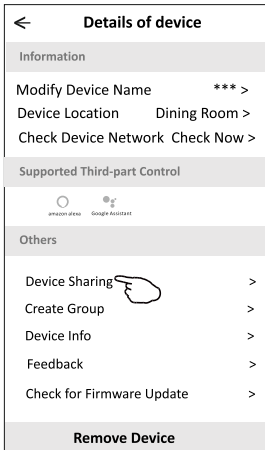 Details of device
Information
Modify Device Name *** >
Device Location Dining Room >
Check Device Network Check Now >
Supported Third-part Control
amazon alexa Google Assistant
Others
Device Sharing >
Create Group >
Device Info >
Feedback >
Check for Firmware Update >
Remove Device